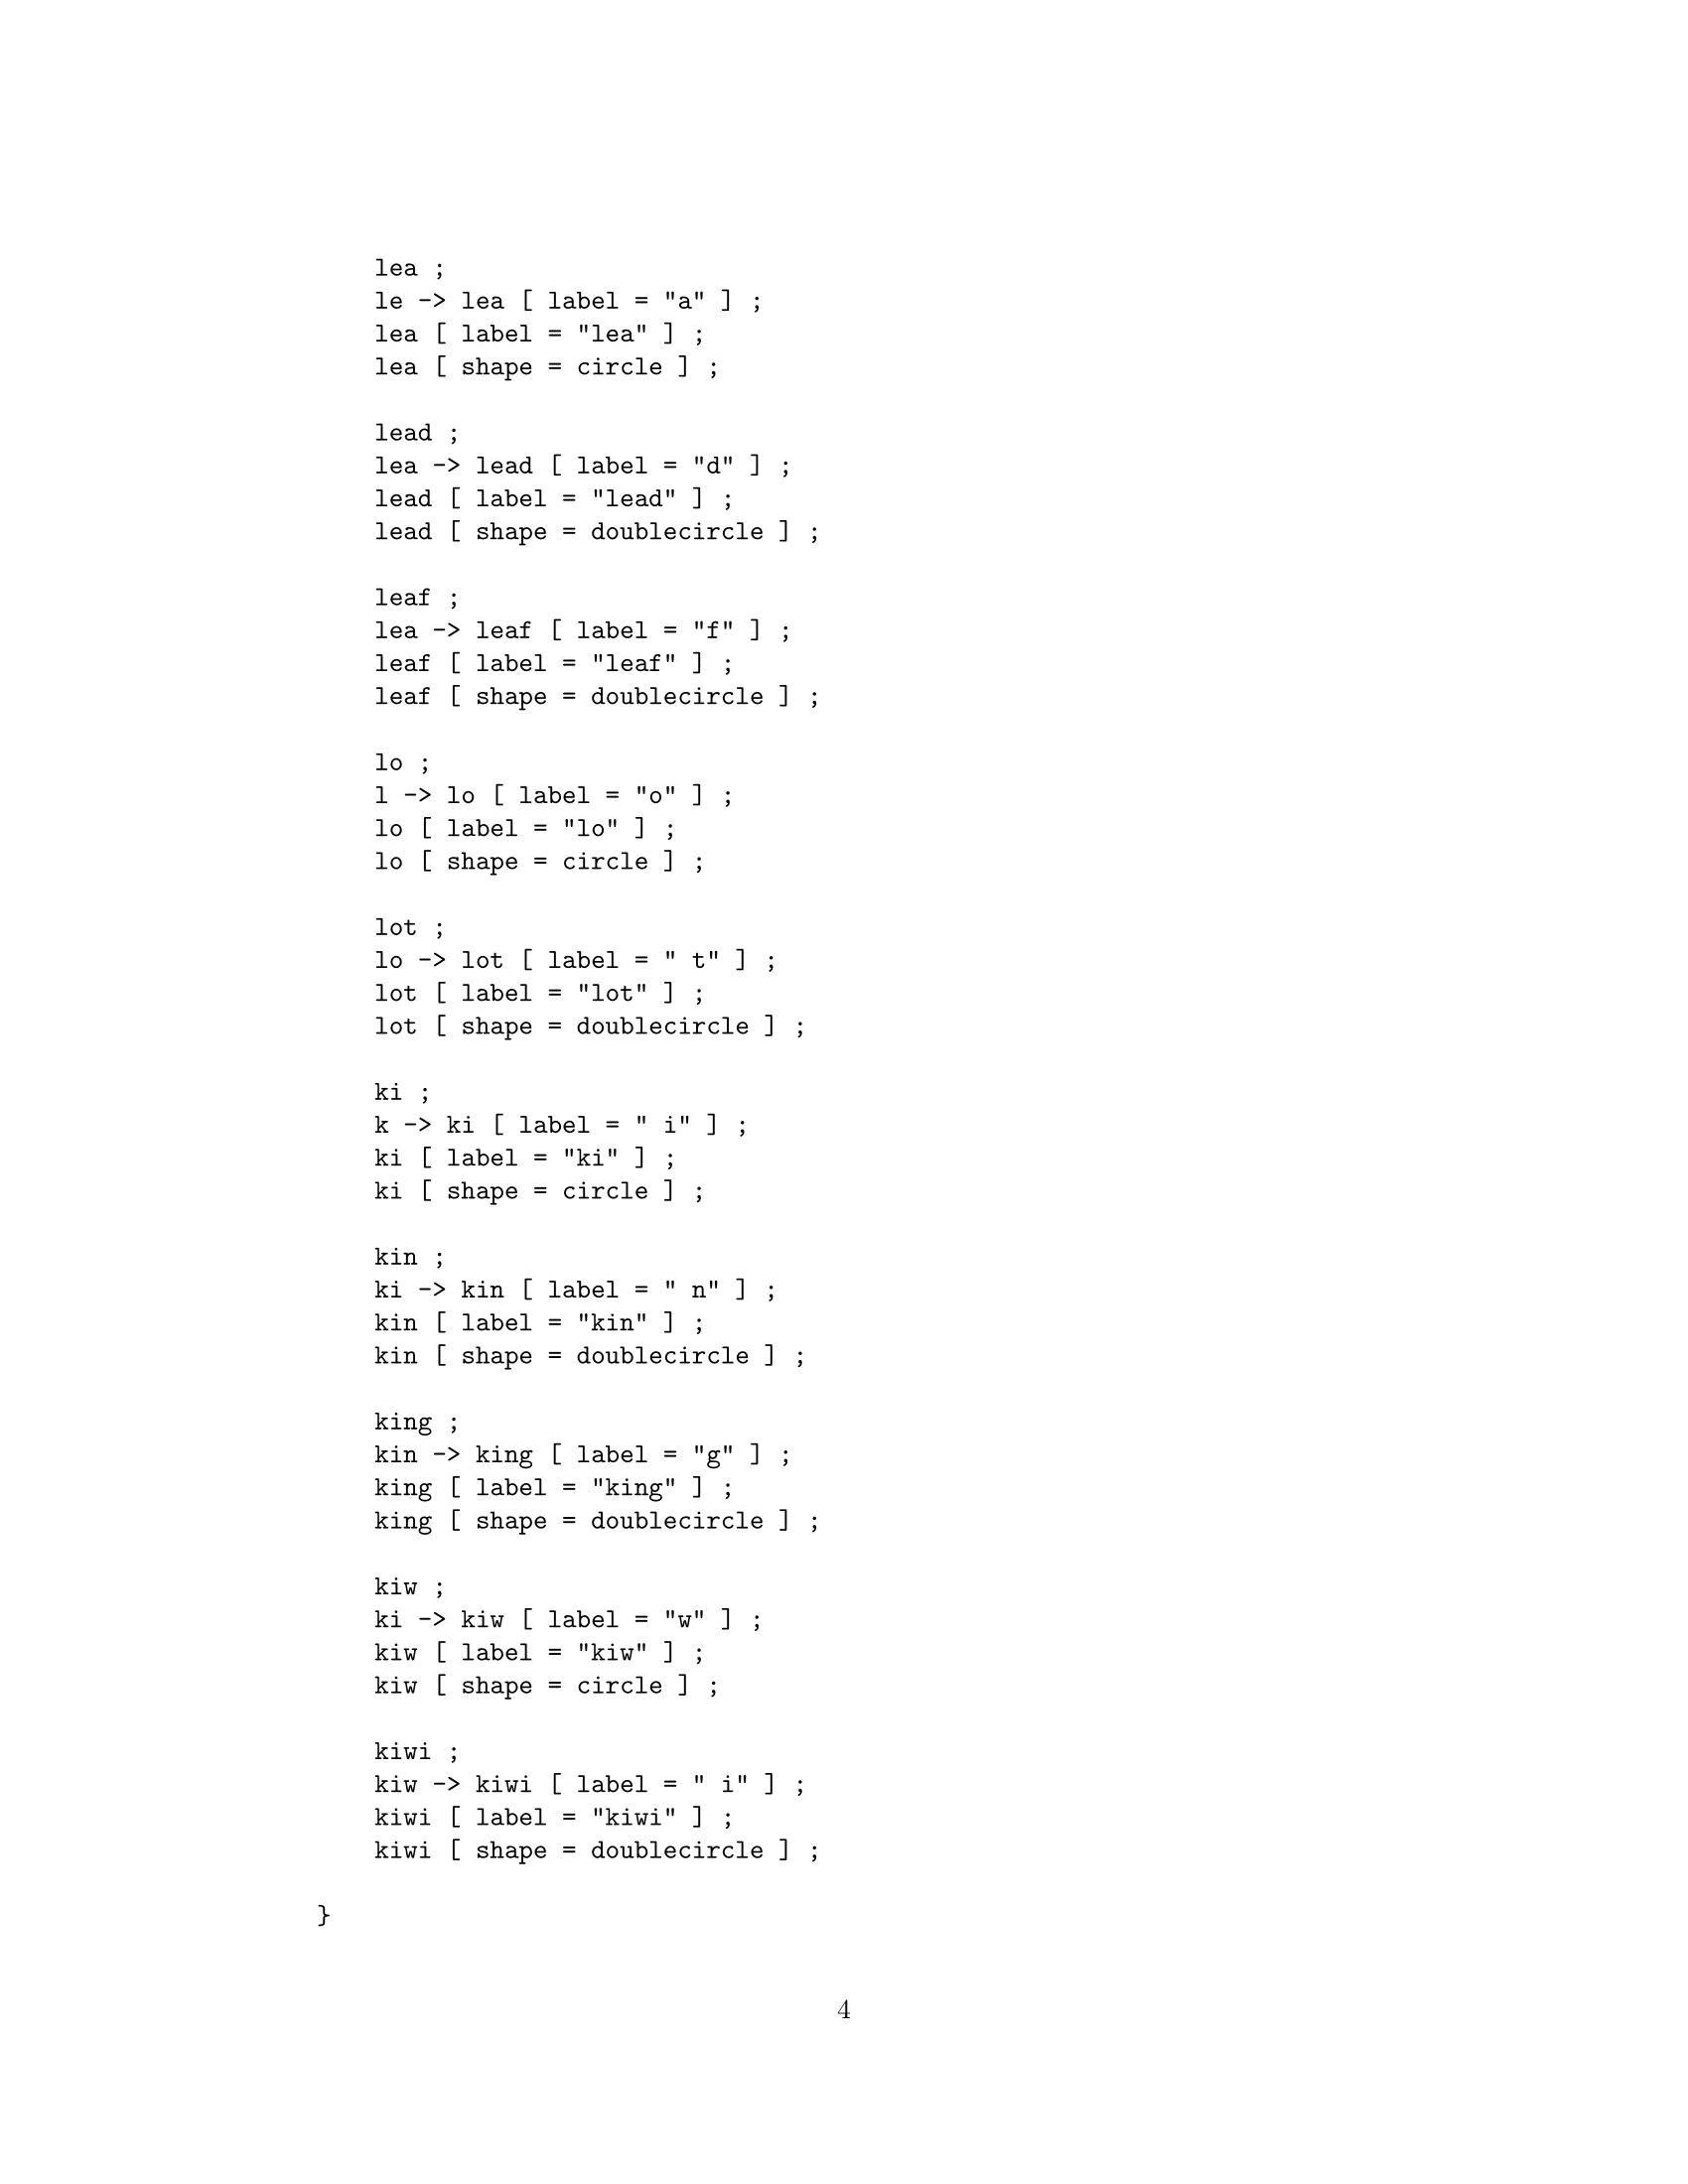 lea ;
le -> lea [ label = "a" ] ;
lea [ label = "lea" ] ;
lea [ shape = circle ] ;

lead ;
lea -> lead [ label = "d" ] ;
lead [ label = "lead" ] ;
lead [ shape = doublecircle ] ;

leaf ;
lea -> leaf [ label = "f" ] ;
leaf [ label = "leaf" ] ;
leaf [ shape = doublecircle ] ;

lo ;
l -> lo [ label = "o" ] ;
lo [ label = "lo" ] ;
lo [ shape = circle ] ;

lot ;
lo -> lot [ label = " t" ] ;
lot [ label = "lot" ] ;
lot [ shape = doublecircle ] ;

ki ;
k -> ki [ label = " i" ] ;
ki [ label = "ki" ] ;
ki [ shape = circle ] ;

kin ;
ki -> kin [ label = " n" ] ;
kin [ label = "kin" ] ;
kin [ shape = doublecircle ] ;

king ;
kin -> king [ label = "g" ] ;
king [ label = "king" ] ;
king [ shape = doublecircle ] ;

kiw ;
ki -> kiw [ label = "w" ] ;
kiw [ label = "kiw" ] ;
kiw [ shape = circle ] ;

kiwi ;
kiw -> kiwi [ label = " i" ] ;
kiwi [ label = "kiwi" ] ;
kiwi [ shape = doublecircle ] ;

}
4